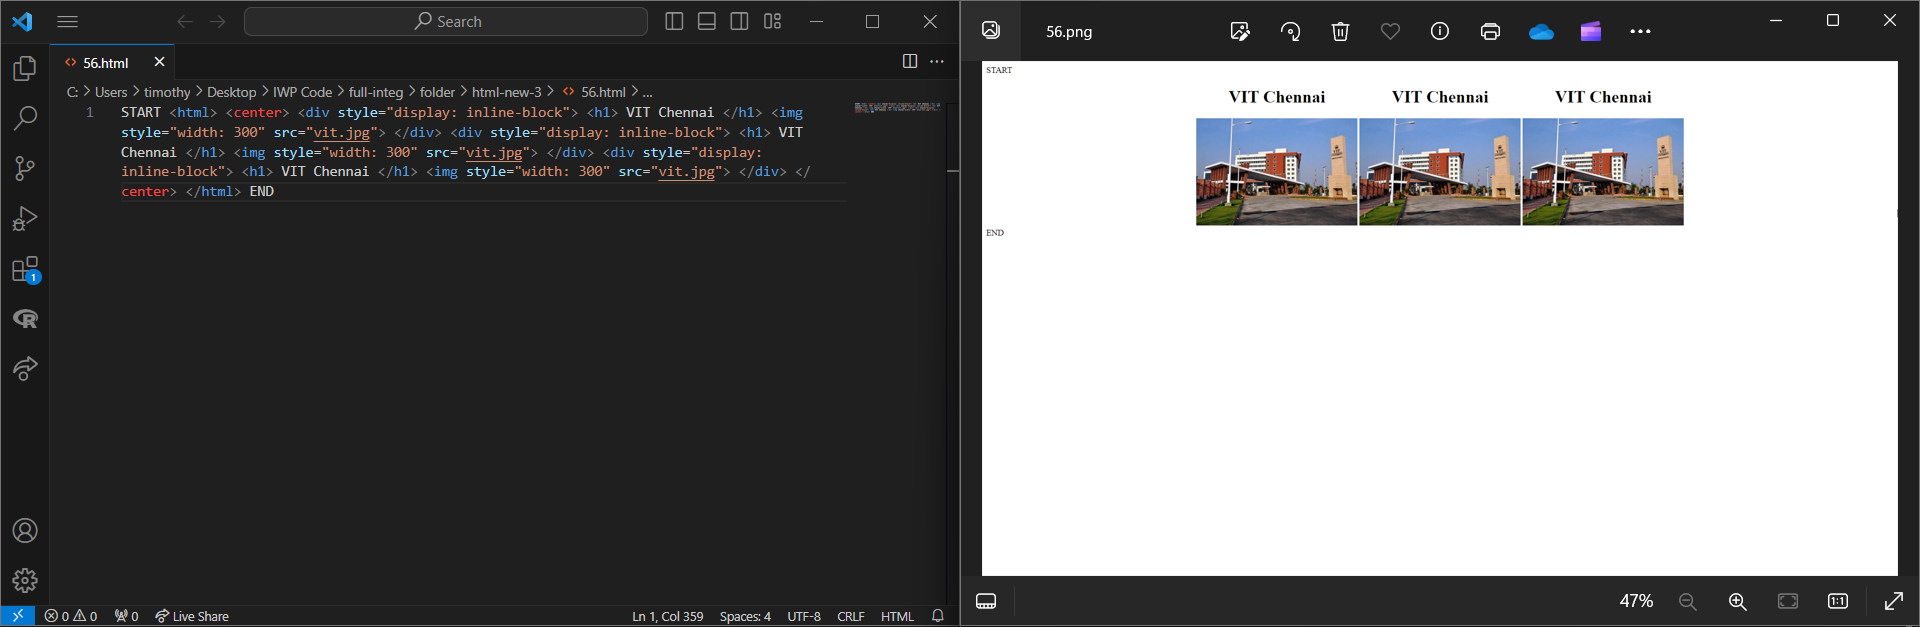 Search
56.html
C: > Users > timothy > Desktop > IWP Code > full-integ > folder > html-new-3 > <> 56.html > ...
1
START <html> <center> <div style="display: inline-block"> <h1> VIT Chennai </h1> <img
style="width: 300" src="vit.jpg"> </div> <div style="display: inline-block"> <h1> VIT
Chennai </h1> <img style="width: 300" src="vit.jpg"> </div> <div style="display:
inline-block"> <h1> VIT Chennai </h1> <img style="width: 300" src="vit.jpg"> </div> </
center> </html> END
1
0 0 0 Live Share
Ln 1, Col 359 Spaces: 4 UTF-8 CRLF HTML
56.png
START
VIT Chennai VIT Chennai VIT Chennai
END
47%
1:1